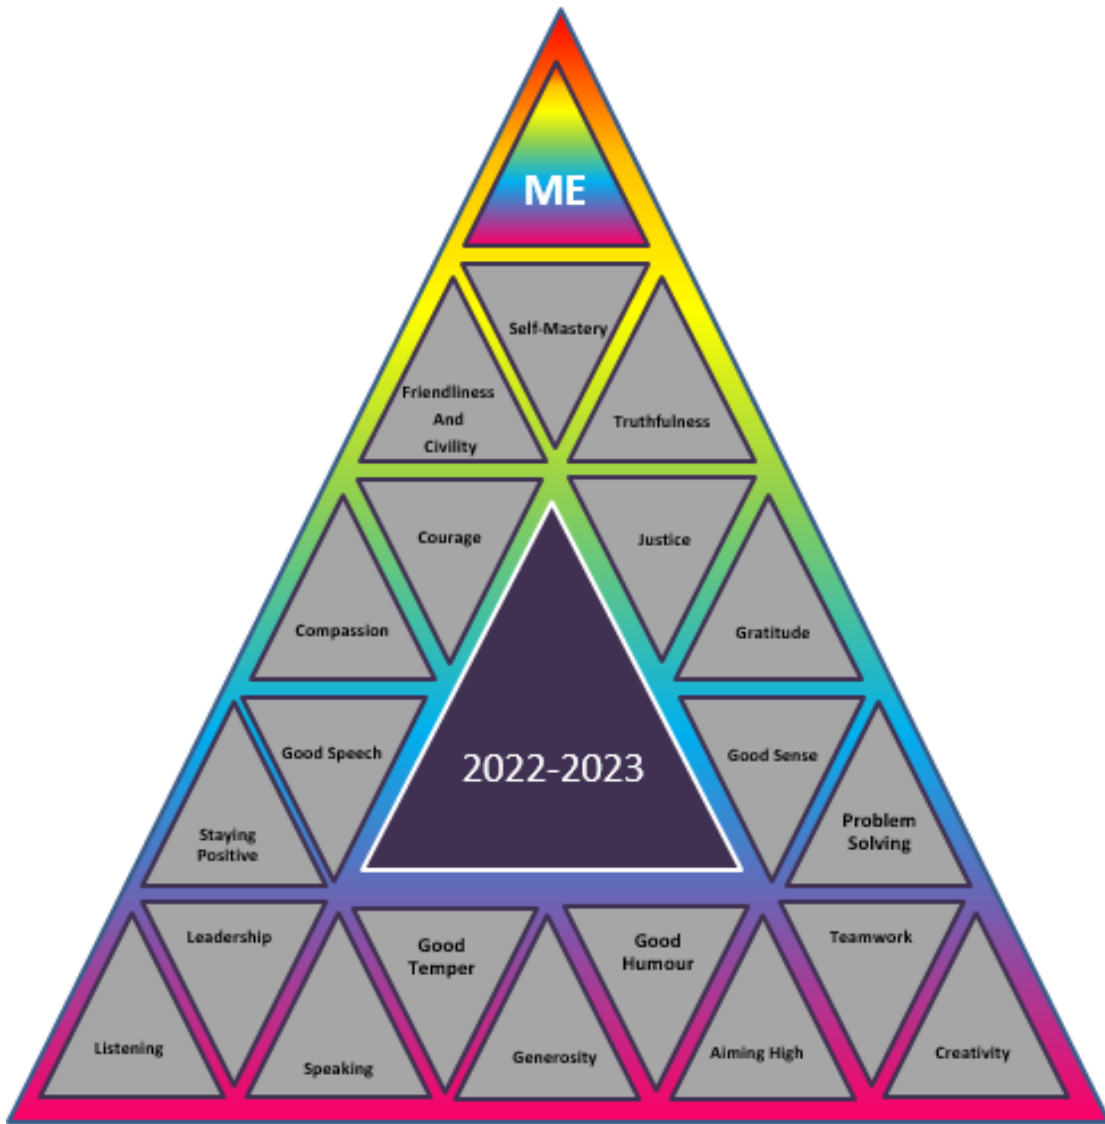 ME
Self-Mastery
Friendliness
And
Civility
Truthfulness
Courage
Justice
Compassion
Gratitude
Good Speech
2022-2023
Good Sense
Staying
Positive
Problem
Solving
Leadership
Good
Temper
Good
Humour
Teamwork
Listening
Speaking
Generosity
Aiming High
Creativity